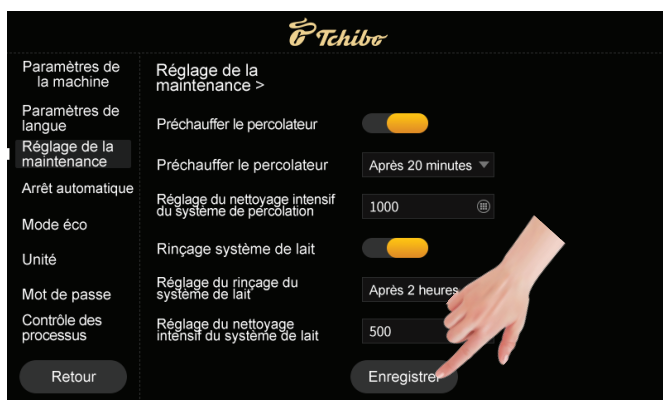 Tchibo
Paramètres de
la machine
Paramètres de
langue
Réglage de la
maintenance
Arrêt automatique
Mode éco
Unité
Mot de passe
Contrôle des
processus
Retour
Réglage de la
maintenance >
Préchauffer le percolateur
Préchauffer le percolateur
Après 20 minutes
Réglage du nettoyage intensif
du système de percolation
1000
Rinçage système de lait
Réglage du rinçage du
système de lait
Après 2 heures
Réglage du nettoyage
intensif du système de lait
500
Enregistrer